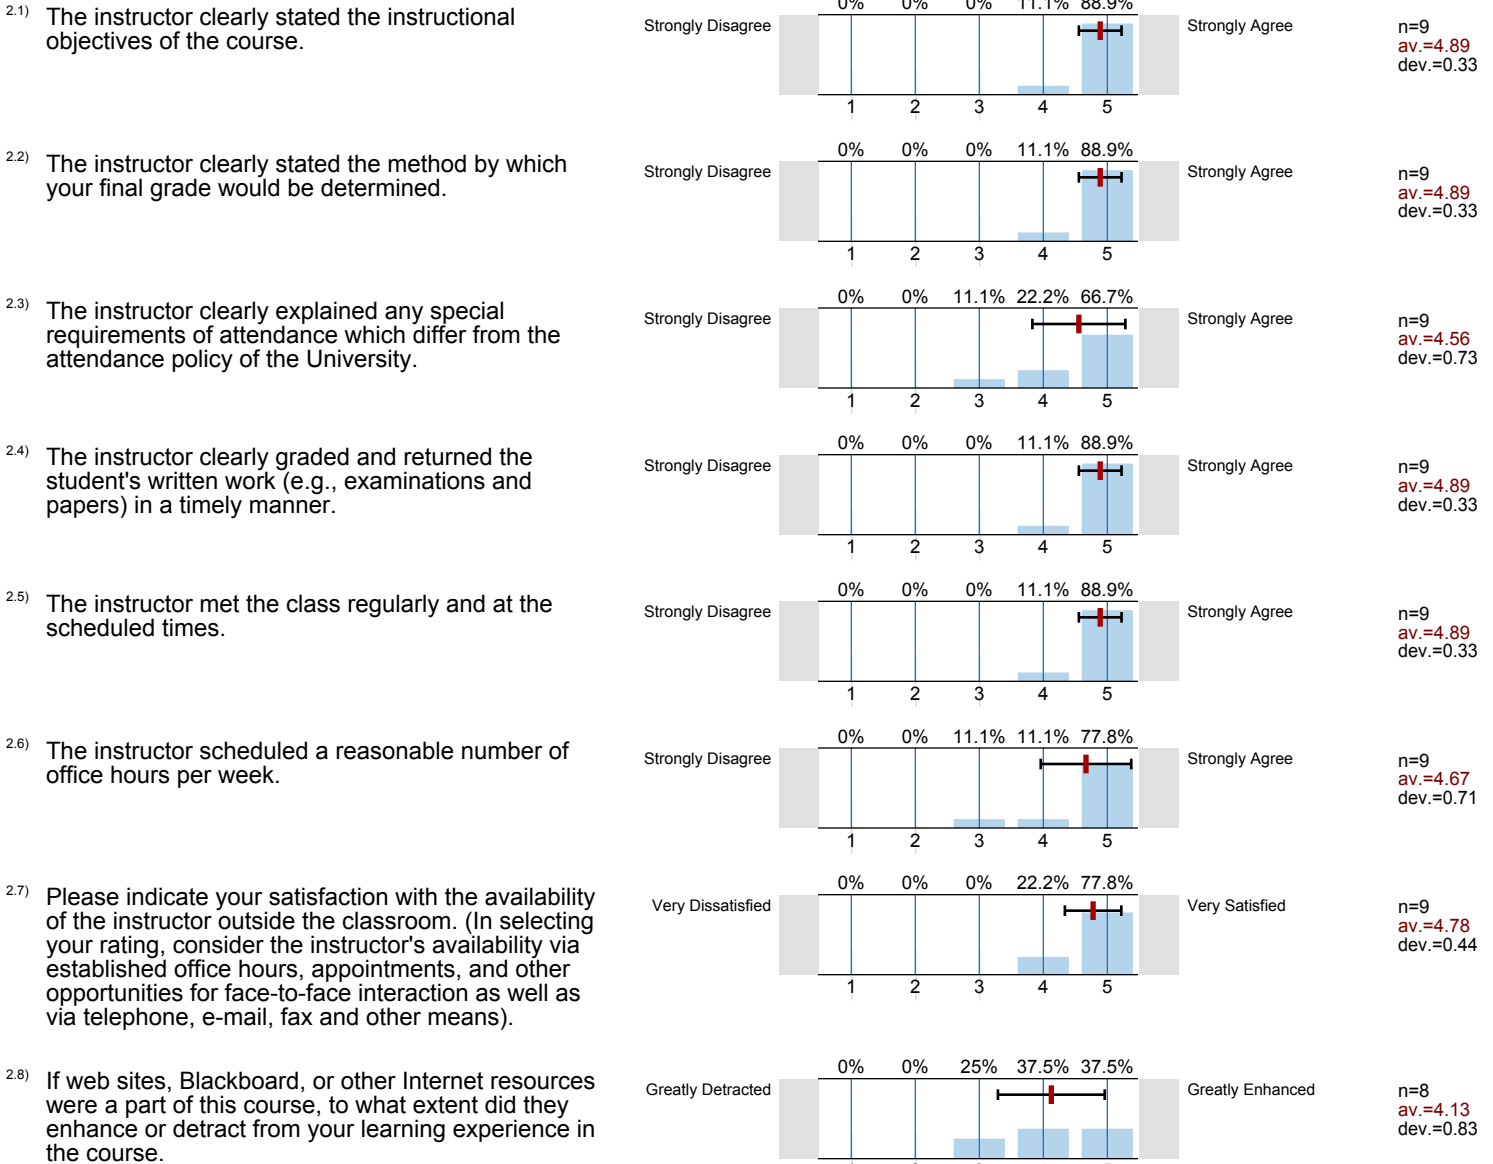 2.1) The instructor clearly stated the instructional
objectives of the course.
Strongly Disagree
0% 0% 0% 11.1% 88.9%
1 2 3 4 5
Strongly Agree
n=9
av.=4.89
dev.=0.33
2.2) The instructor clearly stated the method by which
your final grade would be determined.
Strongly Disagree
0% 0% 0% 11.1% 88.9%
1 2 3 4 5
Strongly Agree
n=9
av.=4.89
dev.=0.33
2.3) The instructor clearly explained any special
requirements of attendance which differ from the
attendance policy of the University.
Strongly Disagree
0% 0% 11.1% 22.2% 66.7%
1 2 3 4 5
Strongly Agree
n=9
av.=4.56
dev.=0.73
2.4) The instructor clearly graded and returned the
student's written work (e.g., examinations and
papers) in a timely manner.
Strongly Disagree
0% 0% 0% 11.1% 88.9%
1 2 3 4 5
Strongly Agree
n=9
av.=4.89
dev.=0.33
2.5) The instructor met the class regularly and at the
scheduled times.
Strongly Disagree
0% 0% 0% 11.1% 88.9%
1 2 3 4 5
Strongly Agree
n=9
av.=4.89
dev.=0.33
2.6) The instructor scheduled a reasonable number of
office hours per week.
Strongly Disagree
0% 0% 11.1% 11.1% 77.8%
1 2 3 4 5
Strongly Agree
n=9
av.=4.67
dev.=0.71
2.7) Please indicate your satisfaction with the availability
of the instructor outside the classroom. (In selecting
your rating, consider the instructor's availability via
established office hours, appointments, and other
opportunities for face-to-face interaction as well as
via telephone, e-mail, fax and other means).
Very Dissatisfied
0% 0% 0% 22.2% 77.8%
1 2 3 4 5
Very Satisfied
n=9
av.=4.78
dev.=0.44
2.8) If web sites, Blackboard, or other Internet resources
were a part of this course, to what extent did they
enhance or detract from your learning experience in
the course.
Greatly Detracted
0% 0% 25% 37.5% 37.5%
Greatly Enhanced
n=8
av.=4.13
dev.=0.83